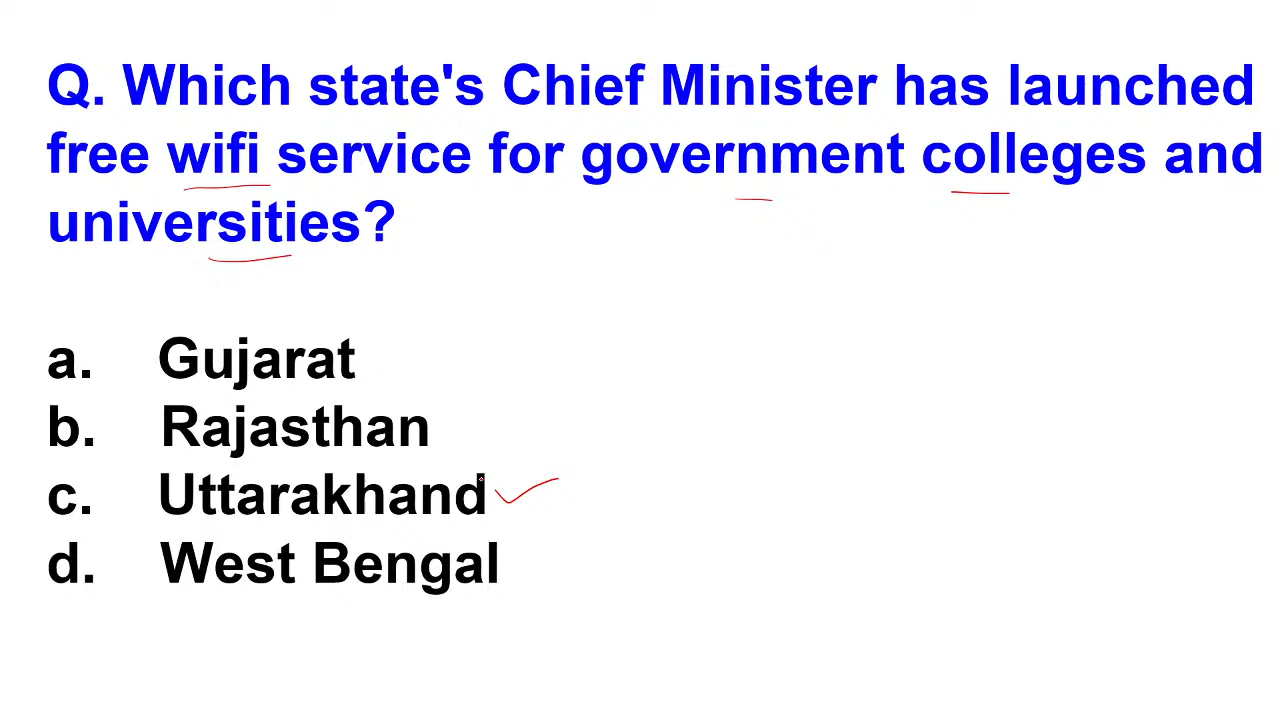 Q. Which state's Chief Minister has launched
free wifi service for government colleges and
universities?
a. Gujarat
b. Rajasthan
c. Uttarakhand
d. West Bengal